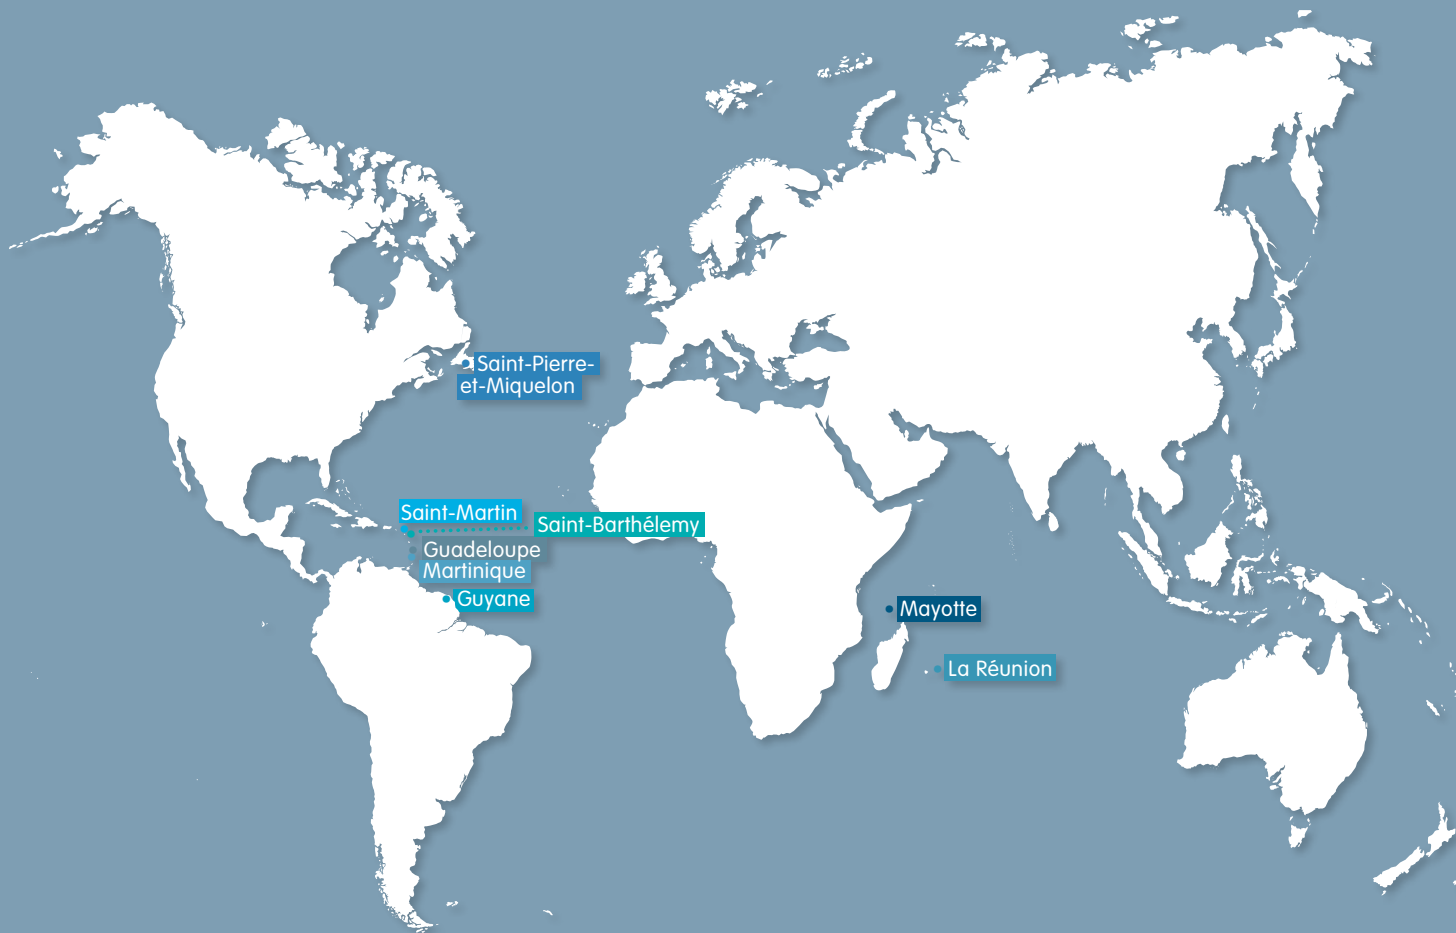 Saint-Pierre-
et-Miquelon
Saint-Martin
Saint-Barthélemy
Guadeloupe
Martinique
Guyane
Mayotte
La Réunion